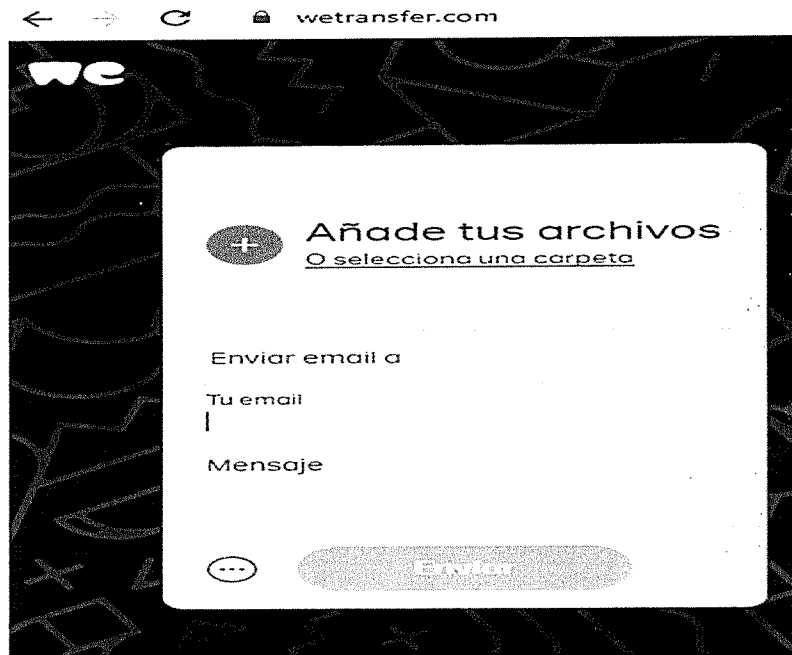 wetransfer.com
we
Añade tus archivos
O selecciona una carpeta
Enviar email a
Tu email
Mensaje
Enviar